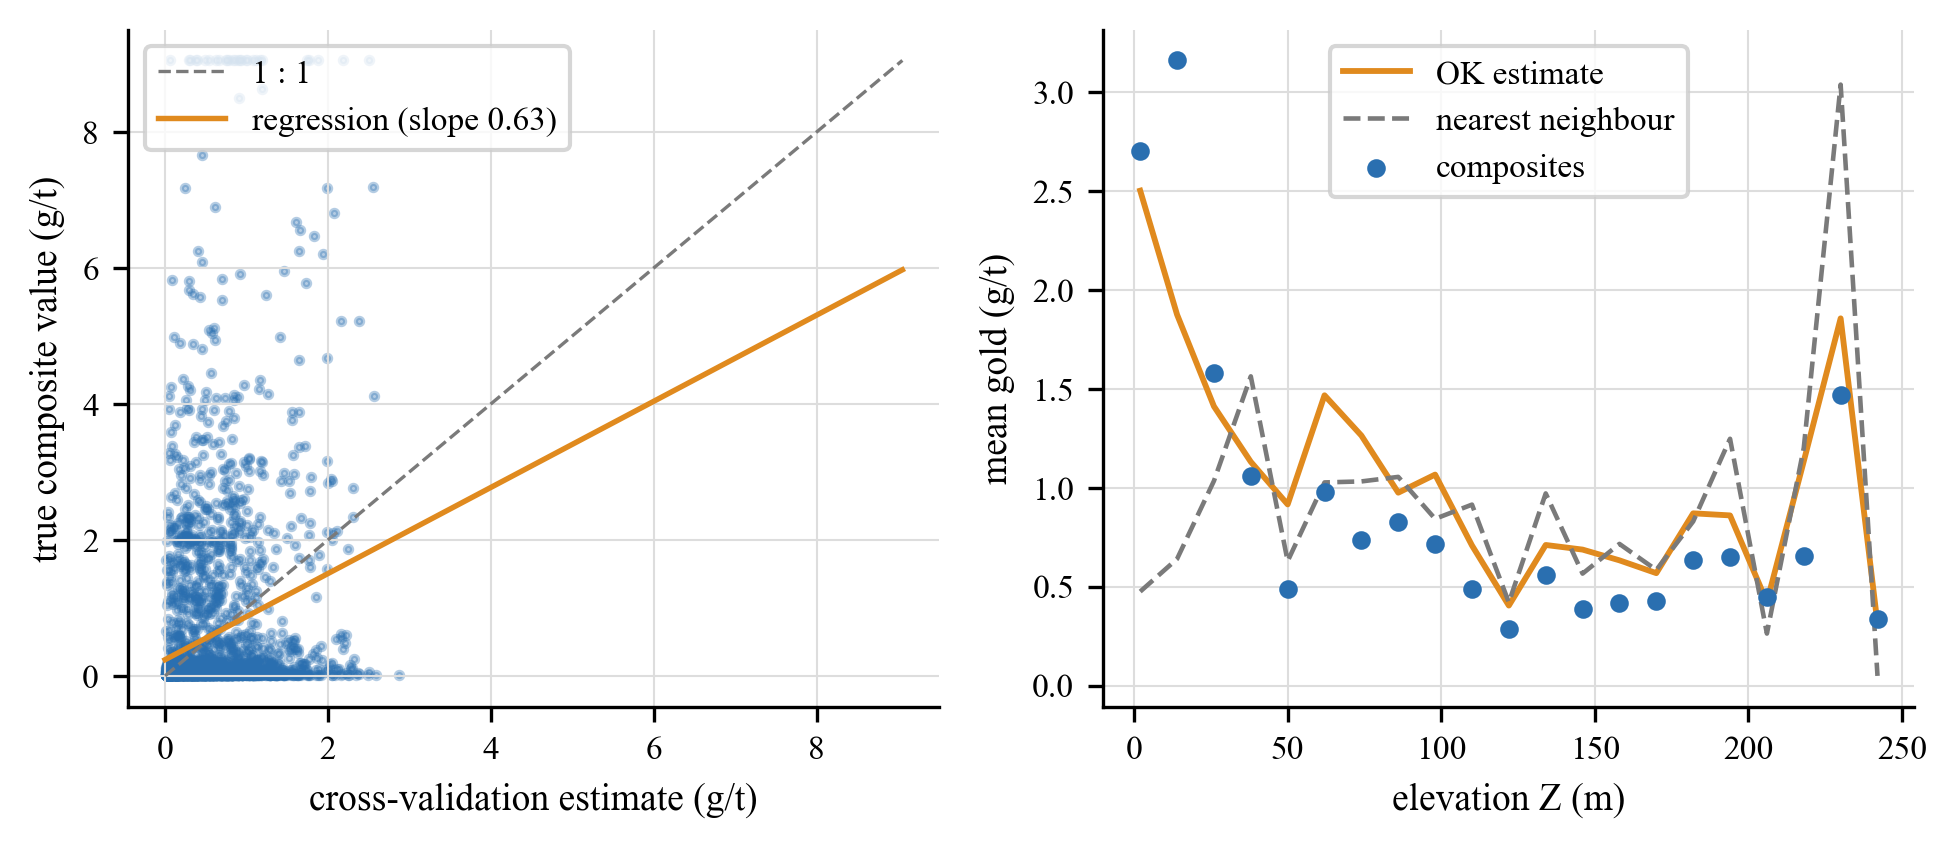 1 : 1
regression (slope 0.63)
8
6
4
2
0
true composite value (g/t)
0 2 4 6 8
cross-validation estimate (g/t)
OK estimate
nearest neighbour
composites
3.0
2.5
2.0
1.5
1.0
0.5
0.0
mean gold (g/t)
0 50 100 150 200 250
elevation Z (m)